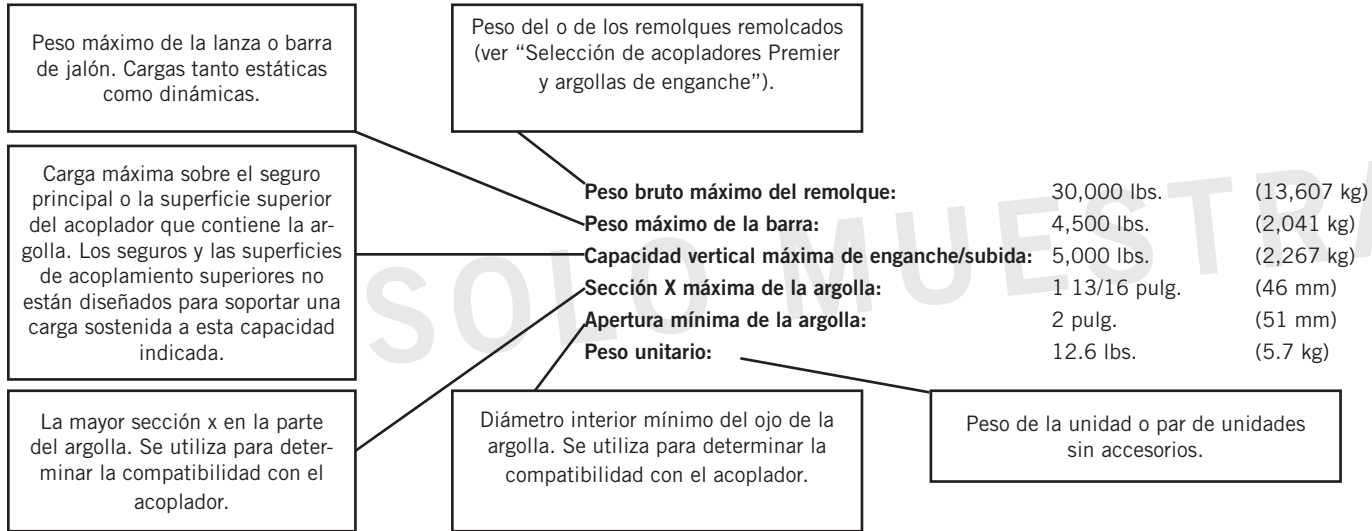 Peso máximo de la lanza o barra
de jalón. Cargas tanto estáticas
como dinámicas.
Peso del o de los remolques remolcados
(ver “Selección de acopladores Premier
y argollas de enganche”).
Carga máxima sobre el seguro
principal o la superficie superior
del acoplador que contiene la ar-
golla. Los seguros y las superficies
de acoplamiento superiores no
están diseñados para soportar una
carga sostenida a esta capacidad
indicada.
Peso bruto máximo del remolque: 30,000 lbs. (13,607 kg)
Peso máximo de la barra: 4,500 lbs. (2,041 kg)
Capacidad vertical máxima de enganche/subida: 5,000 lbs. (2,267 kg)
Sección X máxima de la argolla: 1 13/16 pulg. (46 mm)
Apertura mínima de la argolla: 2 pulg. (51 mm)
Peso unitario: 12.6 lbs. (5.7 kg)
SOLO MUESTRA
La mayor sección x en la parte
del argolla. Se utiliza para deter-
minar la compatibilidad con el
acoplador.
Diámetro interior mínimo del ojo de la
argolla. Se utiliza para determinar la
compatibilidad con el acoplador.
Peso de la unidad o par de unidades
sin accesorios.